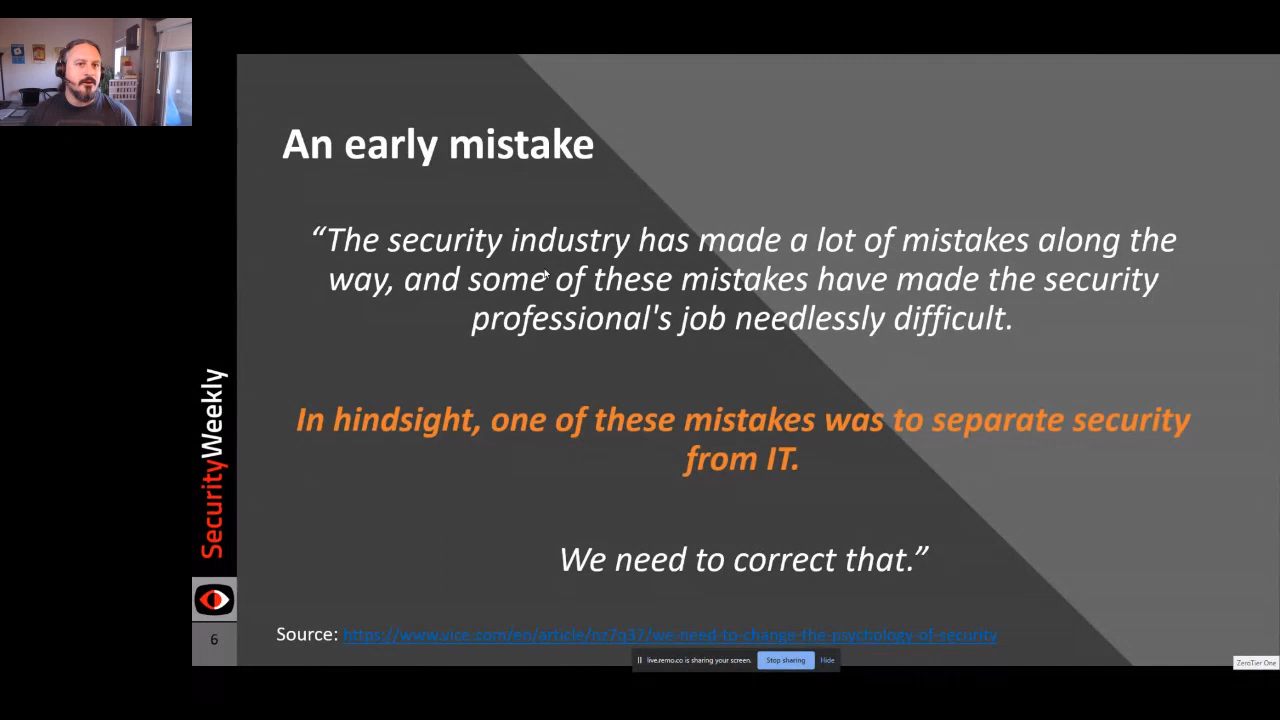 An early mistake
“The security industry has made a lot of mistakes along the
way, and some of these mistakes have made the security
professional's job needlessly difficult.
In hindsight, one of these mistakes was to separate security
from IT.
We need to correct that.”
SecurityWeekly
6
Source: https://www.vice.com/en/article/nz7q37/we-need-to-change-the-psychology-of-security
live.remo.co is sharing your screen.
Stop sharing
Hide
ZeroTier One